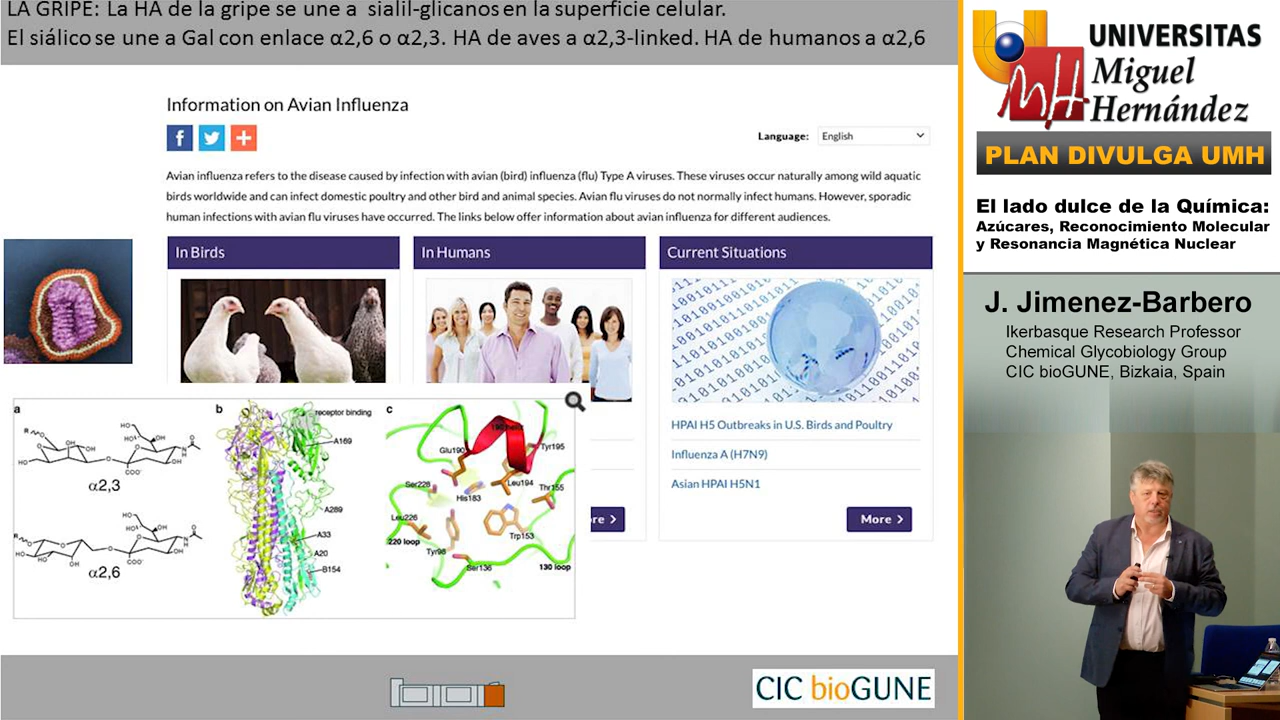 LA GRIPE: La HA de la gripe se une a sialil-glicanos en la superficie celular.
El siálico se une a Gal con enlace α2,6 o α2,3. HA de aves a α2,3-linked. HA de humanos a α2,6
Information on Avian Influenza
Language: English
Avian influenza refers to the disease caused by infection with avian (bird) influenza (flu) Type A viruses. These viruses occur naturally among wild aquatic
birds worldwide and can infect domestic poultry and other bird and animal species. Avian flu viruses do not normally infect humans. However, sporadic
human infections with avian flu viruses have occurred. The links below offer information about avian influenza for different audiences.
In Birds
In Humans
Current Situations
HPAI H5 Outbreaks in U.S. Birds and Poultry
Influenza A (H7N9)
Asian HPAI H5N1
re >
More >
a
α2,3
α2,6
b
receptor binding
A169
A289
A33
A20
B154
c
190 helix
Glu190
Tyr195
Ser228
His183
Leu194
Thr155
Leu226
Trp153
220 loop
Tyr98
Ser136
130 loop
CIC bioGUNE
UNIVERSITAS
Miguel
Hernández
PLAN DIVULGA UMH
El lado dulce de la Química:
Azúcares, Reconocimiento Molecular
y Resonancia Magnética Nuclear
J. Jimenez-Barbero
Ikerbasque Research Professor
Chemical Glycobiology Group
CIC bioGUNE, Bizkaia, Spain